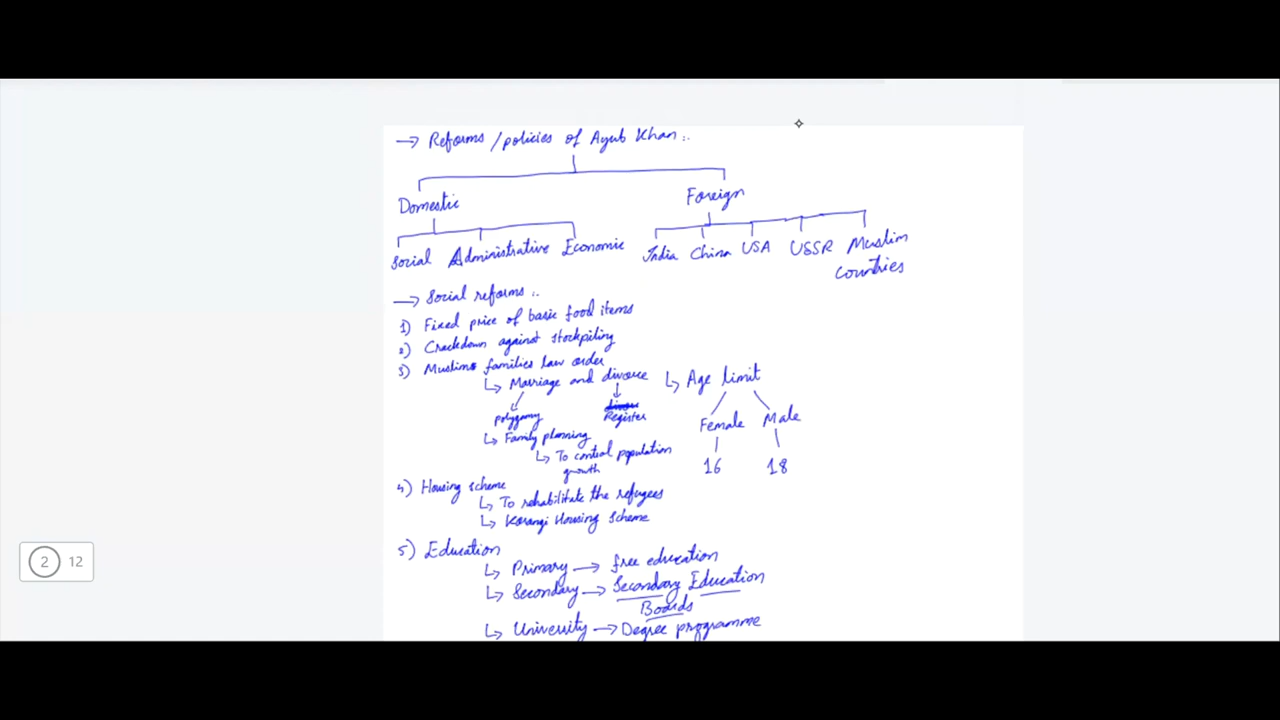 → Reforms/policies of Ayub Khan:.
Domestic Foreign
Social Administrative Economic India China USA USSR Muslim countries
→ Social reforms:.
1) Fixed price of basic food items
2) Crackdown against stockpiling
3) Muslims families law order
↳ Marriage and divorce ↳ Age limit
polygamy Register Female Male
↳ Family planning
↳ To control population growth 16 18
4) Housing scheme
↳ To rehabilitate the refugees
↳ Korangi Housing Scheme
5) Education
↳ Primary → free education
↳ Secondary → Secondary Education
Boards
↳ University → Degree programme
2 12